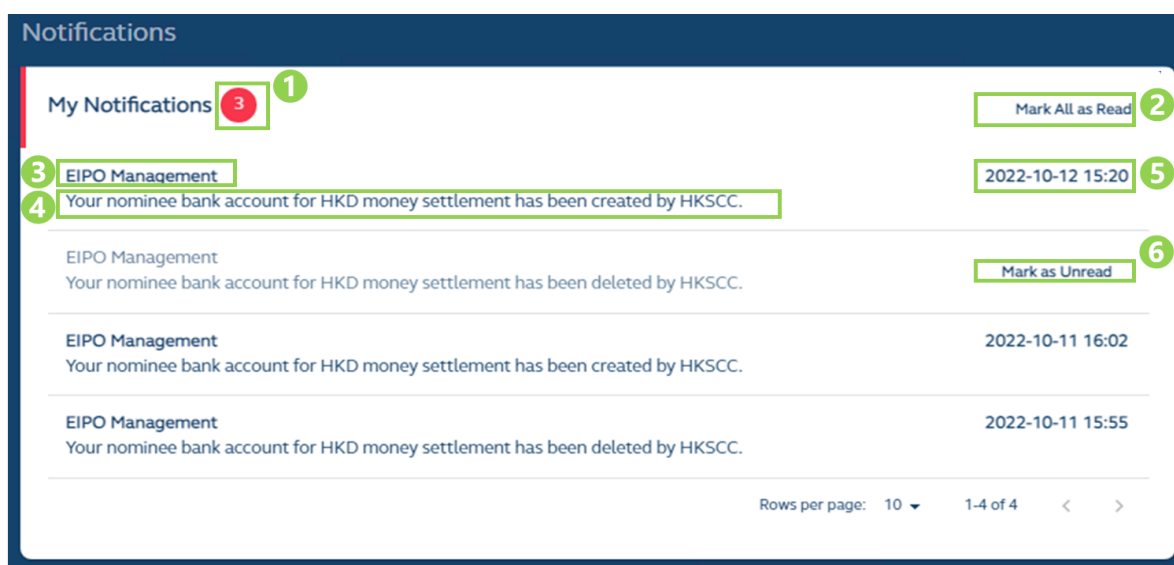 Notifications
My Notifications 3 1
Mark All as Read 2
3 EIPO Management 2022-10-12 15:20 5
4 Your nominee bank account for HKD money settlement has been created by HKSCC.
EIPO Management 6
Your nominee bank account for HKD money settlement has been deleted by HKSCC. Mark as Unread
EIPO Management 2022-10-11 16:02
Your nominee bank account for HKD money settlement has been created by HKSCC.
EIPO Management 2022-10-11 15:55
Your nominee bank account for HKD money settlement has been deleted by HKSCC.
Rows per page: 10 1-4 of 4 < >